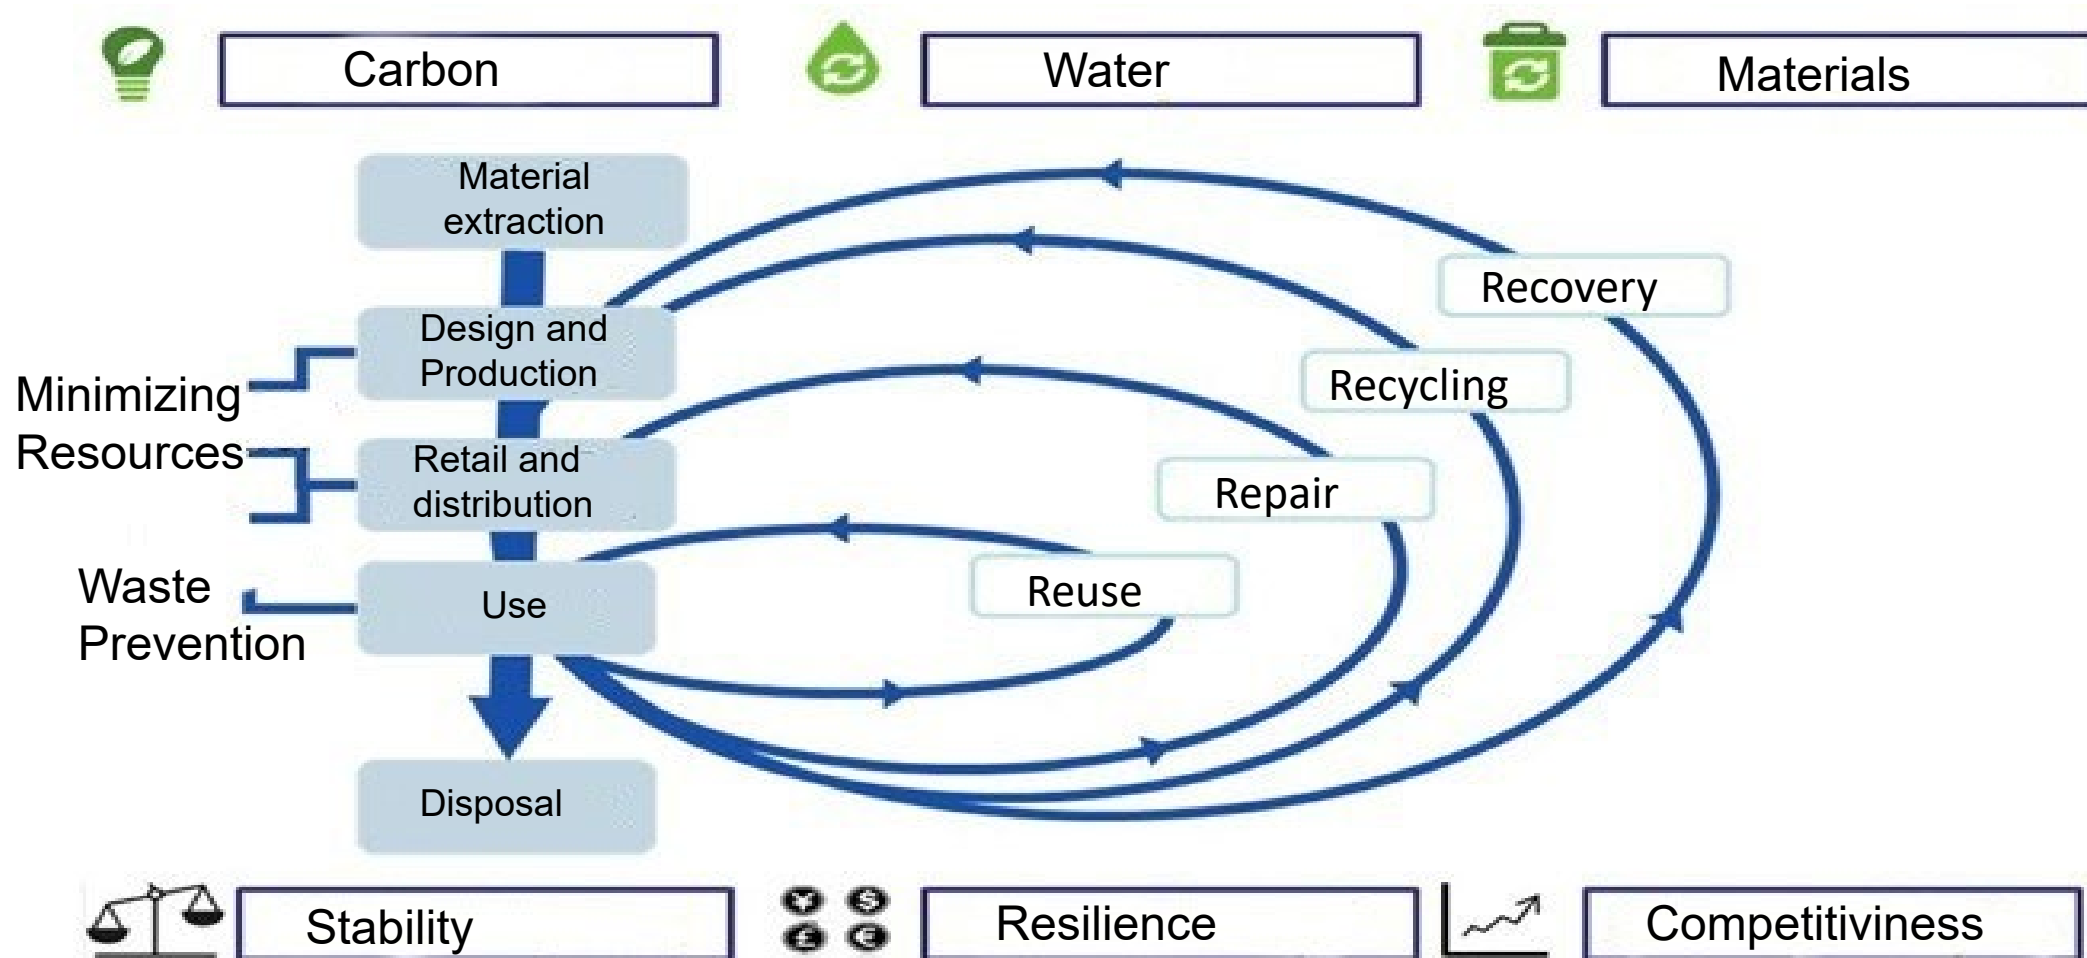 Carbon
Water
Materials
Material
extraction
Recovery
Design and
Production
Recycling
Minimizing
Resources
Retail and
distribution
Repair
Waste
Prevention
Use
Reuse
Disposal
Stability
Resilience
Competitiviness